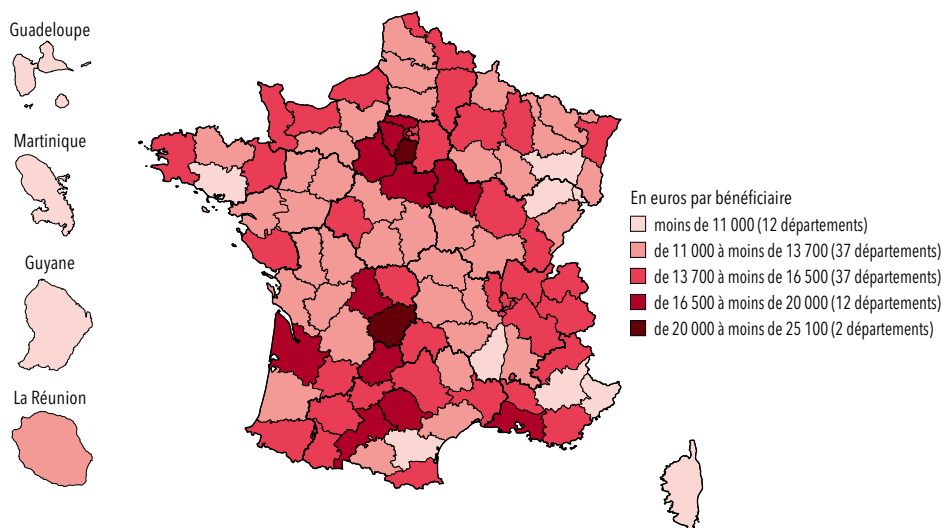 Guadeloupe
Martinique
Guyane
La Réunion
En euros par bénéficiaire
moins de 11 000 (12 départements)
de 11 000 à moins de 13 700 (37 départements)
de 13 700 à moins de 16 500 (37 départements)
de 16 500 à moins de 20 000 (12 départements)
de 20 000 à moins de 25 100 (2 départements)